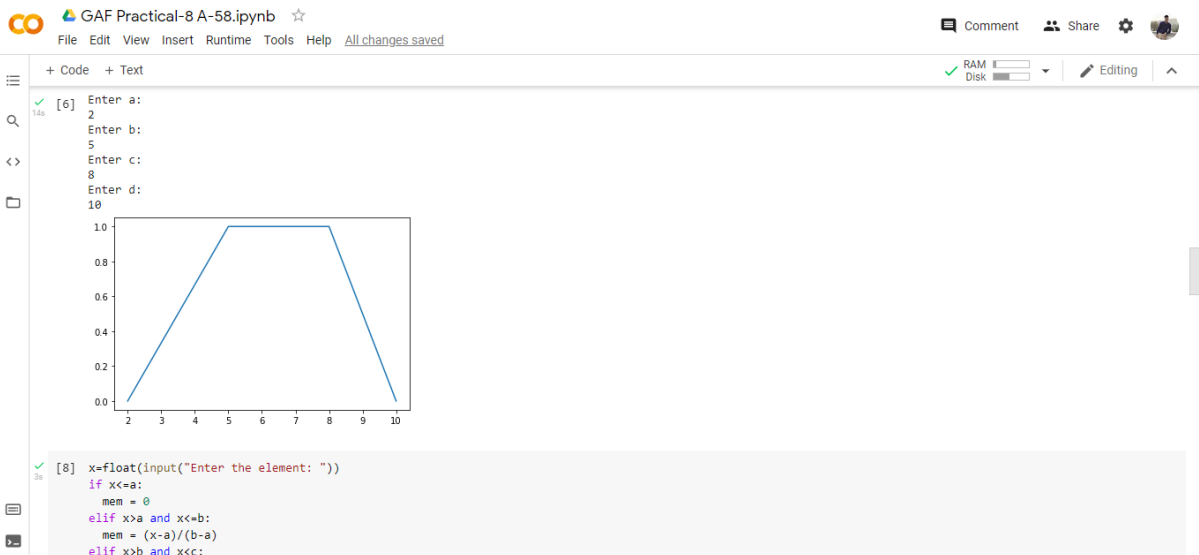 GAF Practical-8 A-58.ipynb
File Edit View Insert Runtime Tools Help All changes saved
Comment Share
+ Code + Text
RAM
Disk
Editing
14s
[6] Enter a:
2
Enter b:
5
Enter c:
8
Enter d:
10
1.0
0.8
0.6
0.4
0.2
0.0
2 3 4 5 6 7 8 9 10
3s
[8] x=float(input("Enter the element: "))
if x<=a:
mem = 0
elif x>a and x<=b:
mem = (x-a)/(b-a)
elif x>b and x<c: